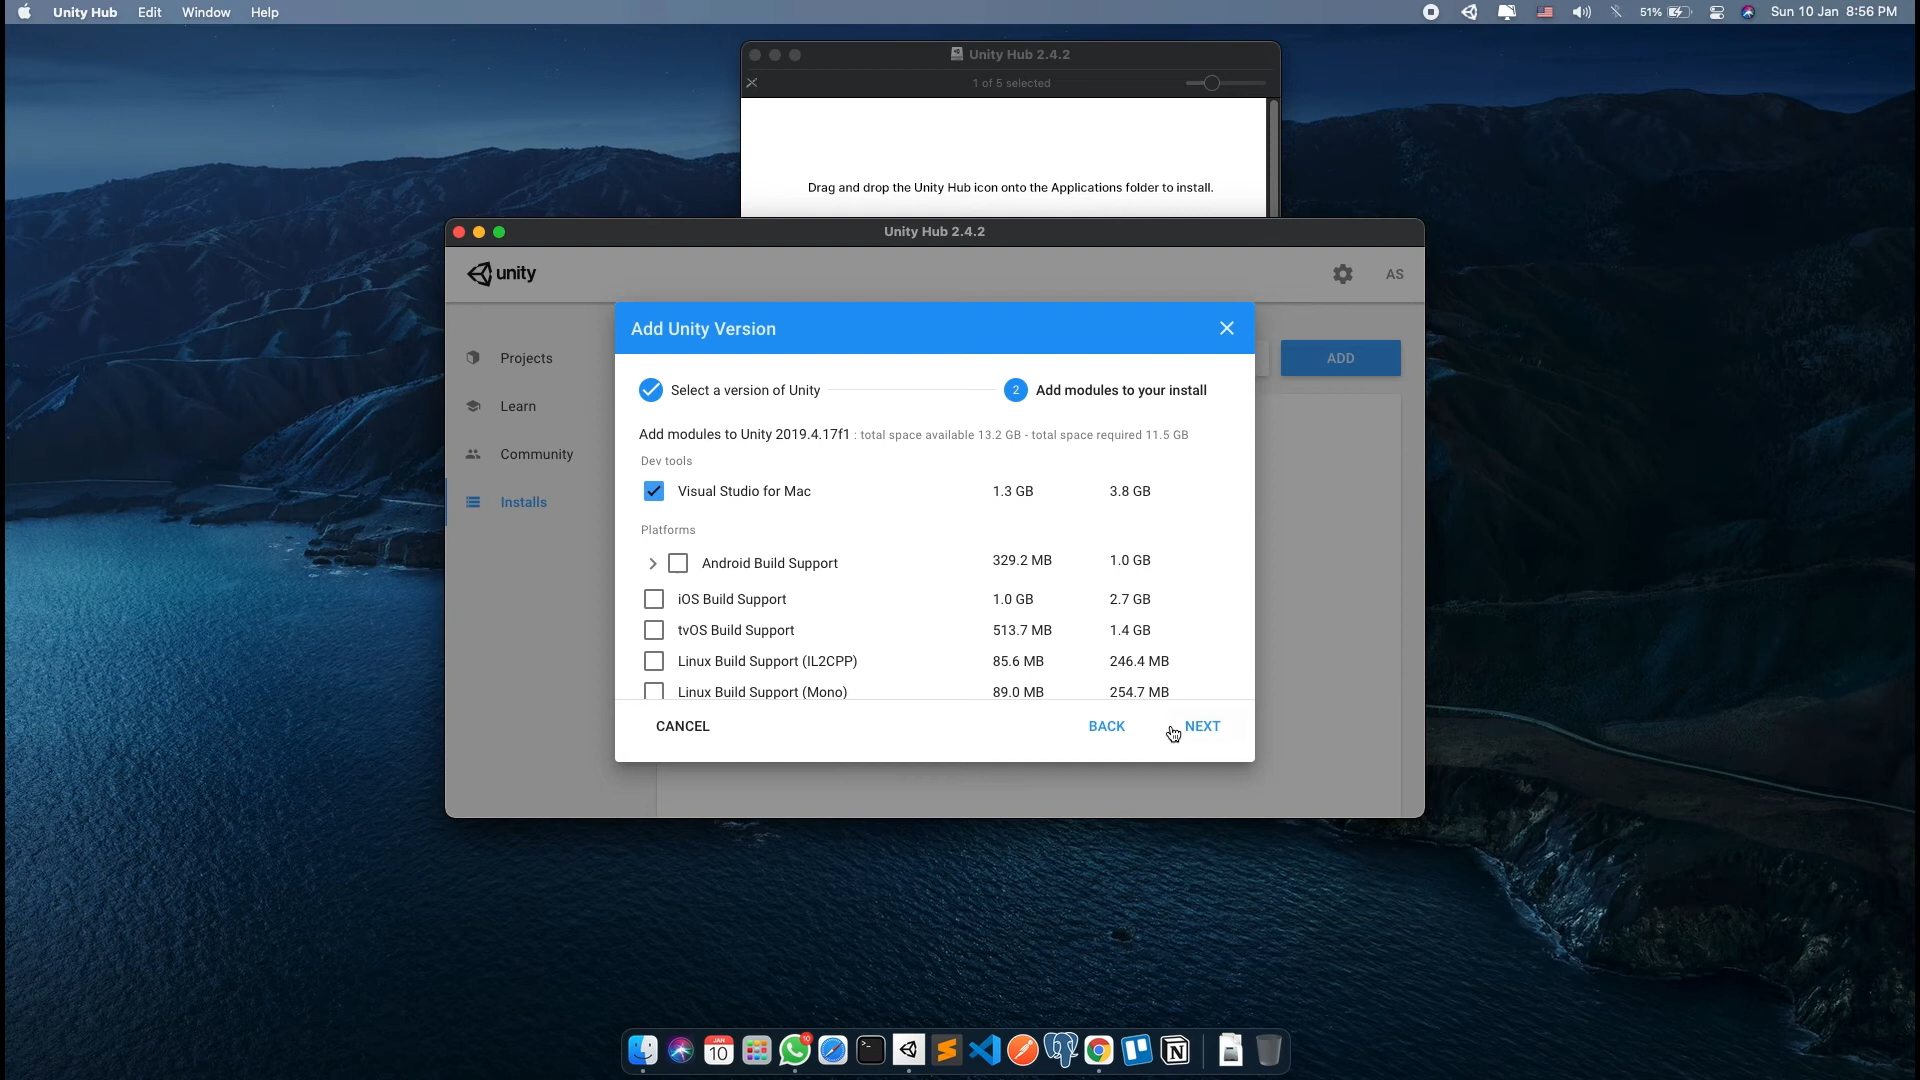 Unity Hub Edit Window Help
51% Sun 10 Jan 8:56 PM
Unity Hub 2.4.2
1 of 5 selected
Drag and drop the Unity Hub icon onto the Applications folder to install.
Unity Hub 2.4.2
unity
AS
Add Unity Version
Projects
ADD
Select a version of Unity
2 Add modules to your install
Learn
Add modules to Unity 2019.4.17f1 : total space available 13.2 GB - total space required 11.5 GB
Community
Dev tools
Visual Studio for Mac 1.3 GB 3.8 GB
Installs
Platforms
Android Build Support 329.2 MB 1.0 GB
iOS Build Support 1.0 GB 2.7 GB
tvOS Build Support 513.7 MB 1.4 GB
Linux Build Support (IL2CPP) 85.6 MB 246.4 MB
Linux Build Support (Mono) 89.0 MB 254.7 MB
CANCEL BACK NEXT
JAN
10